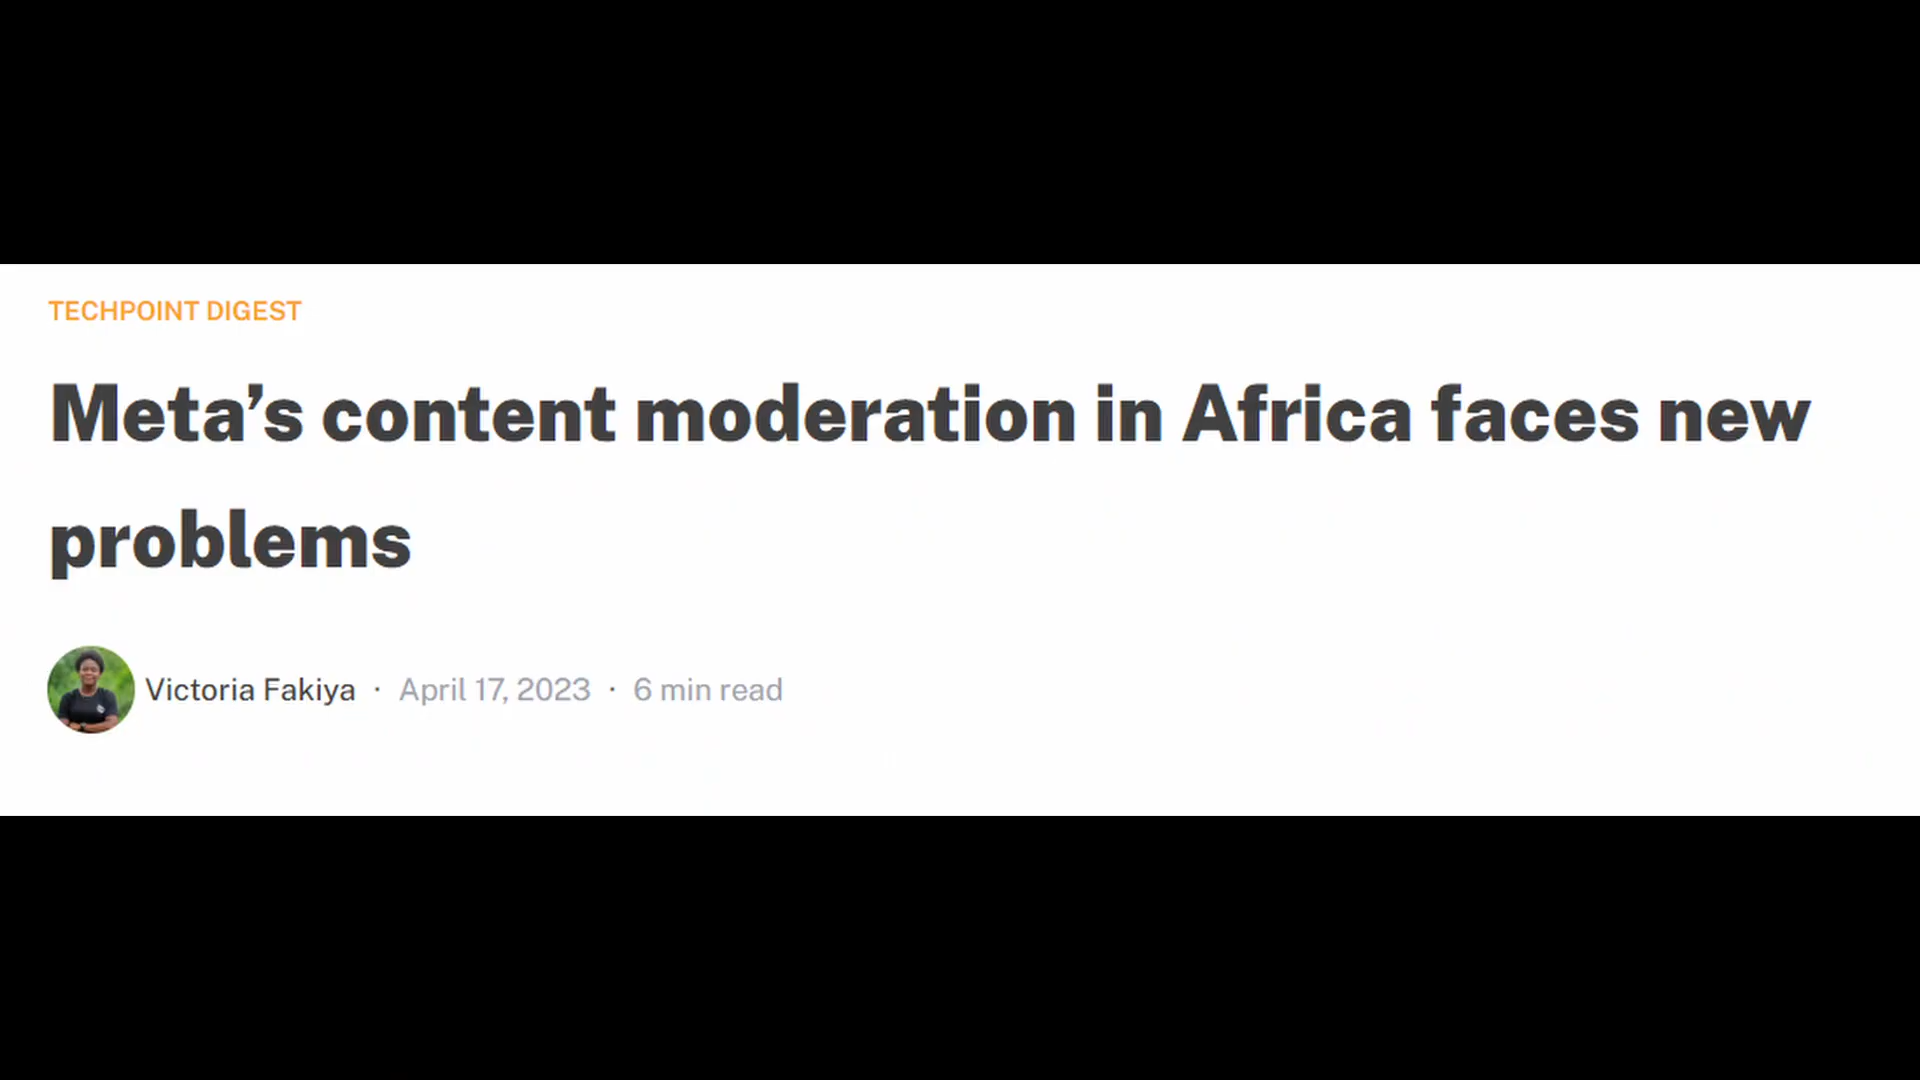 TECHPOINT DIGEST
Meta’s content moderation in Africa faces new
problems
Victoria Fakiya · April 17, 2023 · 6 min read